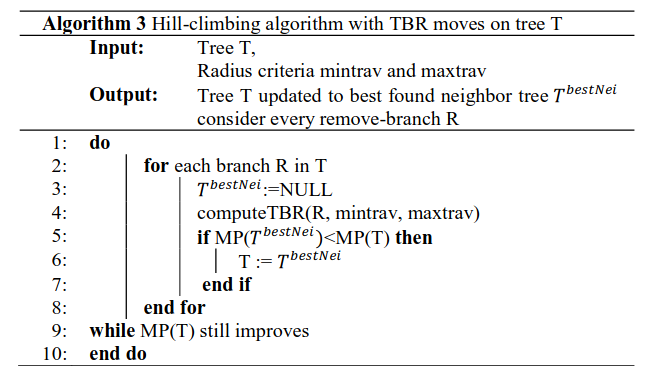 Algorithm 3 Hill-climbing algorithm with TBR moves on tree T
Input: Tree T,
Radius criteria mintrav and maxtrav
Output: Tree T updated to best found neighbor tree T^{bestNei}
consider every remove-branch R
1: do
2: for each branch R in T
3: T^{bestNei}:=NULL
4: computeTBR(R, mintrav, maxtrav)
5: if MP(T^{bestNei})<MP(T) then
6: T := T^{bestNei}
7: end if
8: end for
9: while MP(T) still improves
10: end do